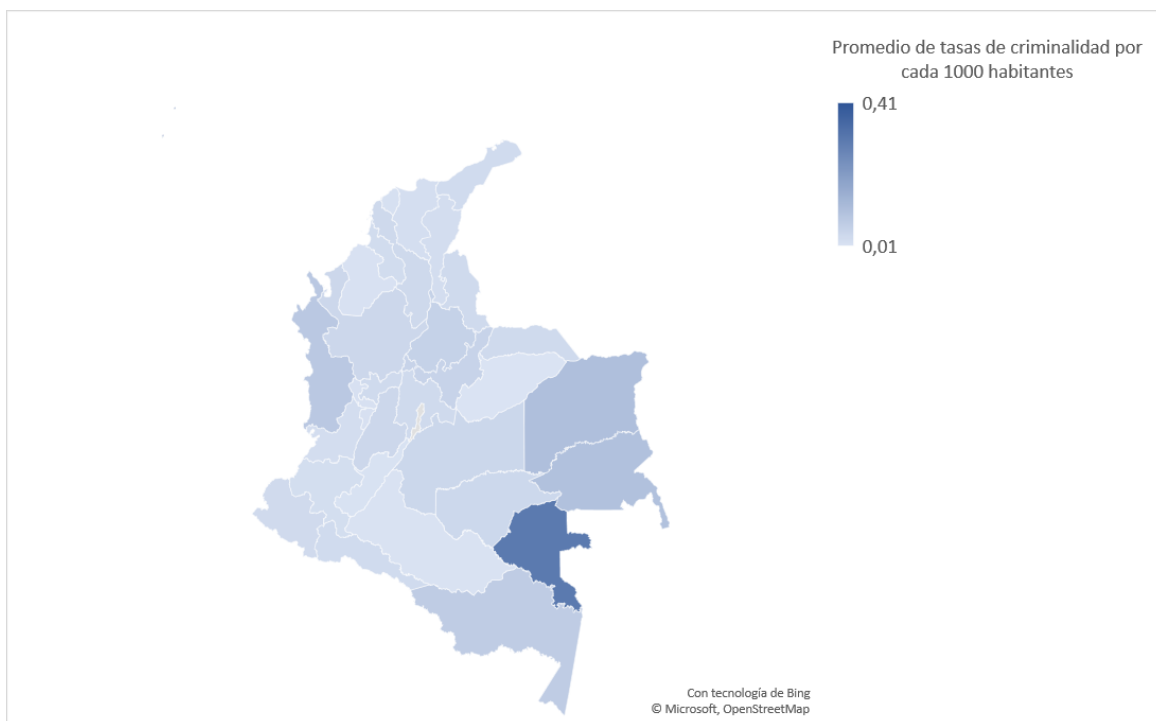 Promedio de tasas de criminalidad por
cada 1000 habitantes
0,41
0,01
Con tecnología de Bing
© Microsoft, OpenStreetMap